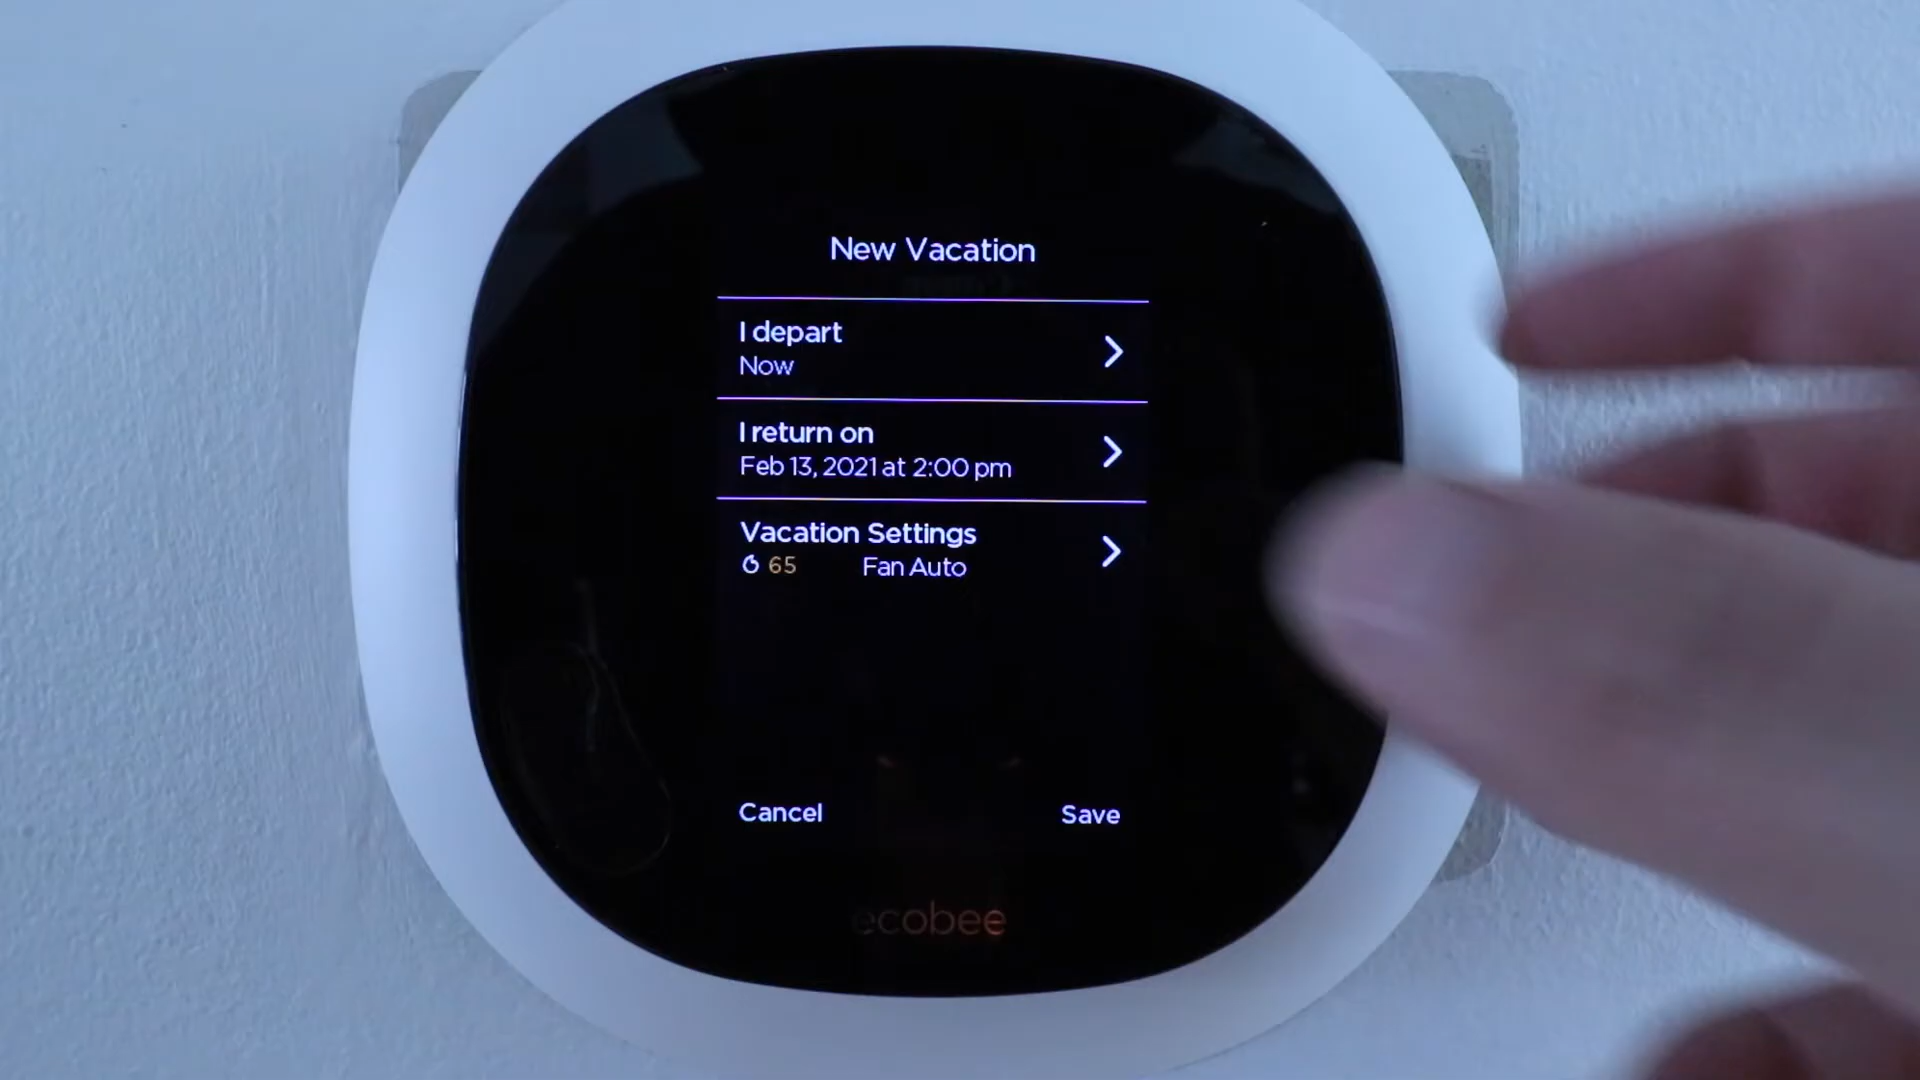 New Vacation
I depart
Now
I return on
Feb 13, 2021 at 2:00 pm
Vacation Settings
65 Fan Auto
Cancel Save
ecobee